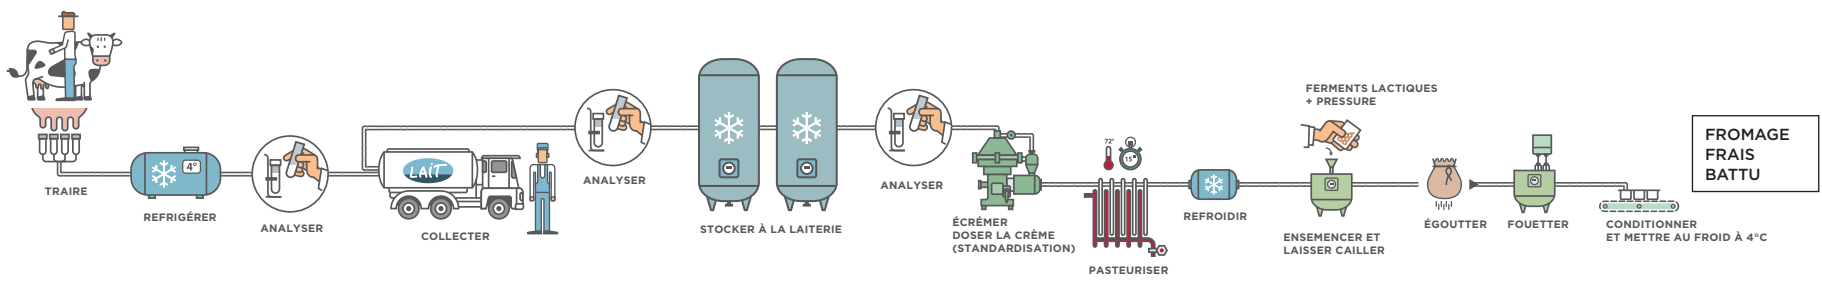 TRAIRE
4°
REFRIGÉRER
ANALYSER
LAIT
COLLECTER
ANALYSER
STOCKER À LA LAITERIE
ANALYSER
ÉCRÉMER
DOSER LA CRÈME
(STANDARDISATION)
72°
15"
PASTEURISER
REFROIDIR
FERMENTS LACTIQUES
+ PRESSURE
ENSEMENCER ET
LAISSER CAILLER
ÉGOUTTER
FOUETTER
CONDITIONNER
ET METTRE AU FROID À 4°C
FROMAGE
FRAIS
BATTU